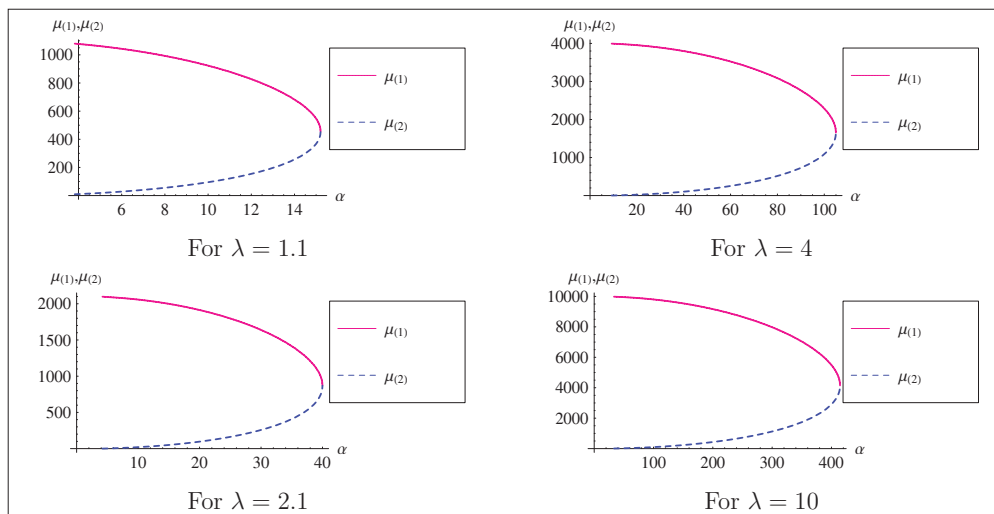 μ(1),μ(2)
1000
800
600
400
200
6 8 10 12 14 α
μ(1)
μ(2)
For λ = 1.1
μ(1),μ(2)
4000
3000
2000
1000
20 40 60 80 100 α
μ(1)
μ(2)
For λ = 4
μ(1),μ(2)
2000
1500
1000
500
10 20 30 40 α
μ(1)
μ(2)
For λ = 2.1
μ(1),μ(2)
10000
8000
6000
4000
2000
100 200 300 400 α
μ(1)
μ(2)
For λ = 10